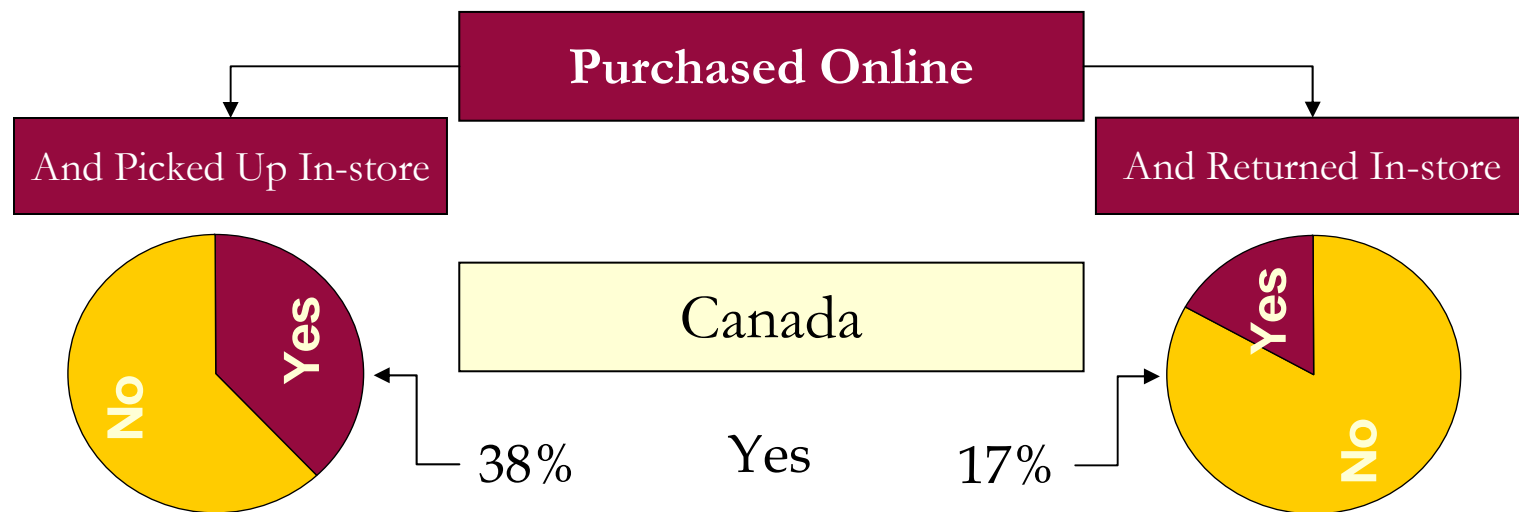 Purchased Online
And Picked Up In-store
And Returned In-store
Yes
No
Canada
Yes
No
38%
Yes
17%